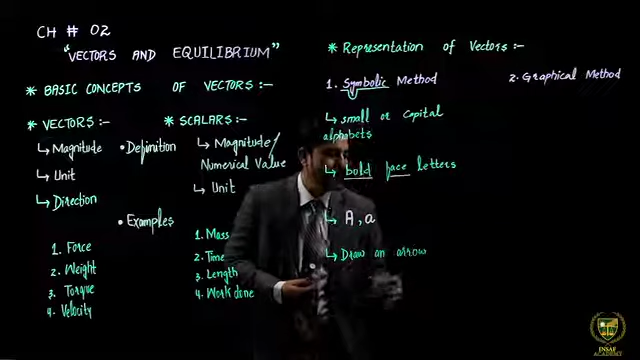 CH # 02
"VECTORS AND EQUILIBRIUM"
* BASIC CONCEPTS OF VECTORS :-
* VECTORS :-
↳ Magnitude
↳ Unit
↳ Direction
• Definition
• Examples
1. Force
2. Weight
3. Torque
4. Velocity
* SCALARS :-
↳ Magnitude/
Numerical Value
↳ Unit
1. Mass
2. Time
3. Length
4. Work done
* Representation of Vectors :-
1. Symbolic Method
↳ small or capital
alphabets
↳ bold face letters
↳ A, a
↳ Draw an arrow
2. Graphical Method
INSAF
ACADEMY